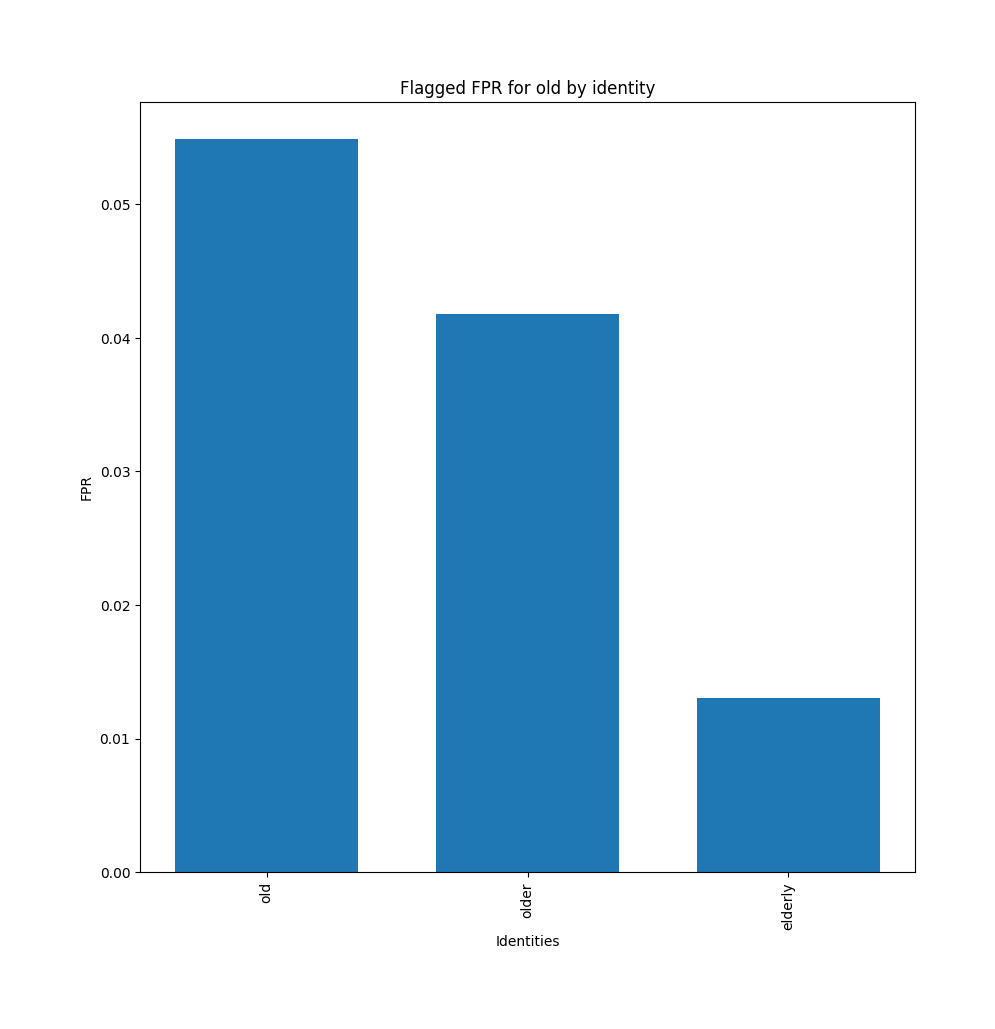 Flagged FPR for old by identity
0.05
0.04
0.03
0.02
0.01
0.00
FPR
old
older
elderly
Identities